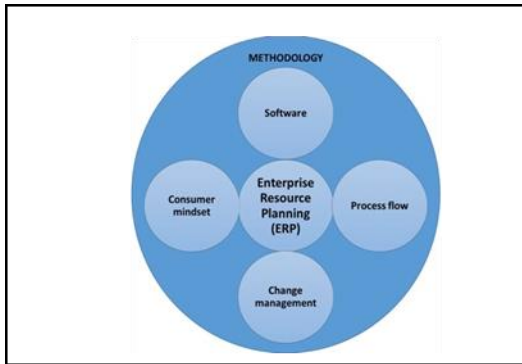 METHODOLOGY
Software
Consumer
mindset
Enterprise
Resource
Planning
(ERP)
Process flow
Change
management